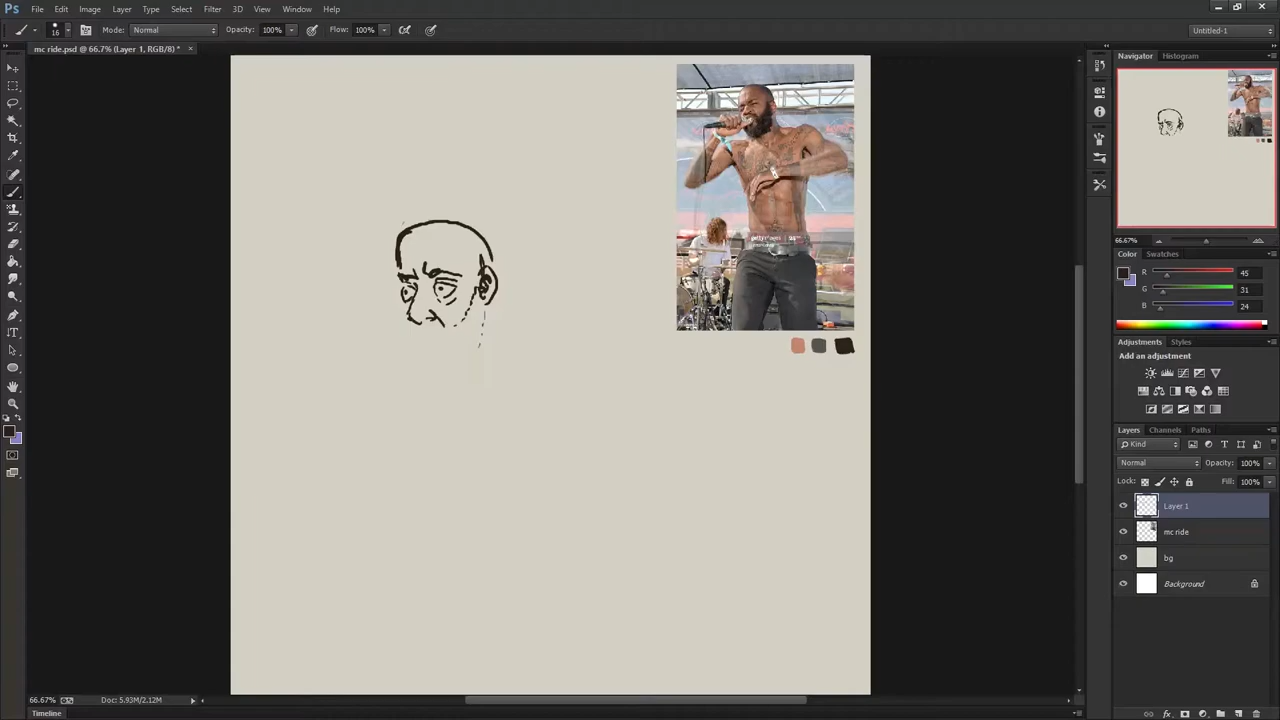 Ps File Edit Image Layer Type Select Filter 3D View Window Help
16 Mode: Normal Opacity: 100% Flow: 100% Untitled-1
mc ride.psd @ 66.7% (Layer 1, RGB/8) * ×
Navigator Histogram
66.67%
Color Swatches
R 45
G 31
B 24
Adjustments Styles
Add an adjustment
Layers Channels Paths
Kind
Normal Opacity: 100%
Lock: Fill: 100%
Layer 1
mc ride
bg
Background
66.67% Doc: 5.93M/2.12M
Timeline